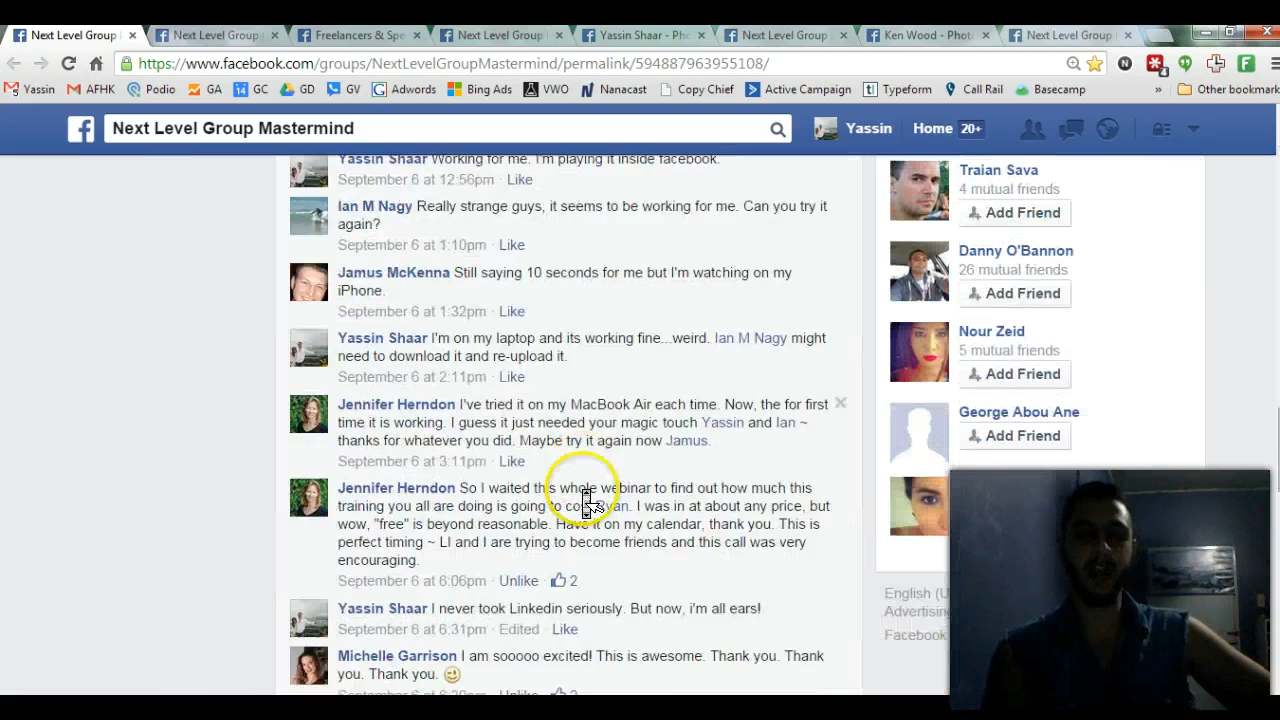 Next Level Group
Next Level Group
Freelancers & Spe
Next Level Group
Yassin Shaar - Pho
Next Level Group
Ken Wood - Photo
Next Level Group
https://www.facebook.com/groups/NextLevelGroupMastermind/permalink/594887963955108/
Yassin
AFHK
Podio
GA
14 GC
GD
GV
Adwords
Bing Ads
VWO
Nanacast
Copy Chief
Active Campaign
Typeform
Call Rail
Basecamp
»
Other bookmark
Next Level Group Mastermind
Yassin
Home 20+
Yassin Shaar Working for me. I'm playing it inside facebook.
September 6 at 12:56pm · Like
Ian M Nagy Really strange guys, it seems to be working for me. Can you try it
again?
September 6 at 1:10pm · Like
Jamus McKenna Still saying 10 seconds for me but I'm watching on my
iPhone.
September 6 at 1:32pm · Like
Yassin Shaar I'm on my laptop and its working fine...weird. Ian M Nagy might
need to download it and re-upload it.
September 6 at 2:11pm · Like
Jennifer Herndon I've tried it on my MacBook Air each time. Now, the for first
time it is working. I guess it just needed your magic touch Yassin and Ian ~
thanks for whatever you did. Maybe try it again now Jamus.
September 6 at 3:11pm · Like
Jennifer Herndon So I waited this whole webinar to find out how much this
training you all are doing is going to I was in at about any price, but
wow, "free" is beyond reasonable. Have it on my calendar, thank you. This is
perfect timing ~ LI and I are trying to become friends and this call was very
encouraging.
September 6 at 6:06pm · Unlike · 2
Yassin Shaar I never took Linkedin seriously. But now, i'm all ears!
September 6 at 6:31pm · Edited · Like
Michelle Garrison I am sooooo excited! This is awesome. Thank you. Thank
you. Thank you.
Traian Sava
4 mutual friends
Add Friend
Danny O'Bannon
26 mutual friends
Add Friend
Nour Zeid
5 mutual friends
Add Friend
George Abou Ane
Add Friend
English (U
Advertising
Facebook